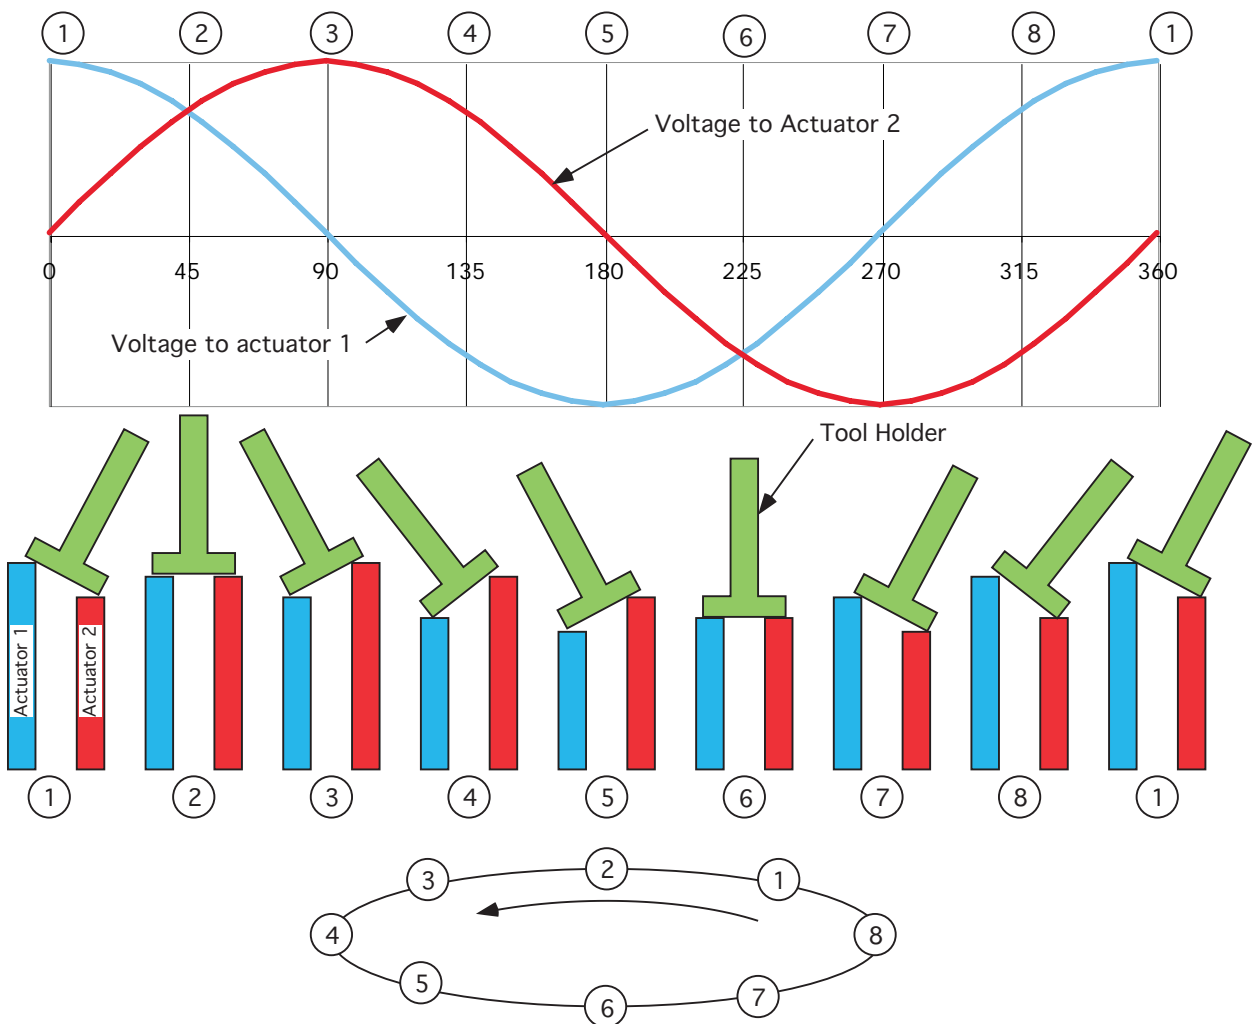 1 2 3 4 5 6 7 8 1
Voltage to Actuator 2
0 45 90 135 180 225 270 315 360
Voltage to actuator 1
Tool Holder
Actuator 1
Actuator 2
1 2 3 4 5 6 7 8 1
3 2 1
4 8
5 6 7